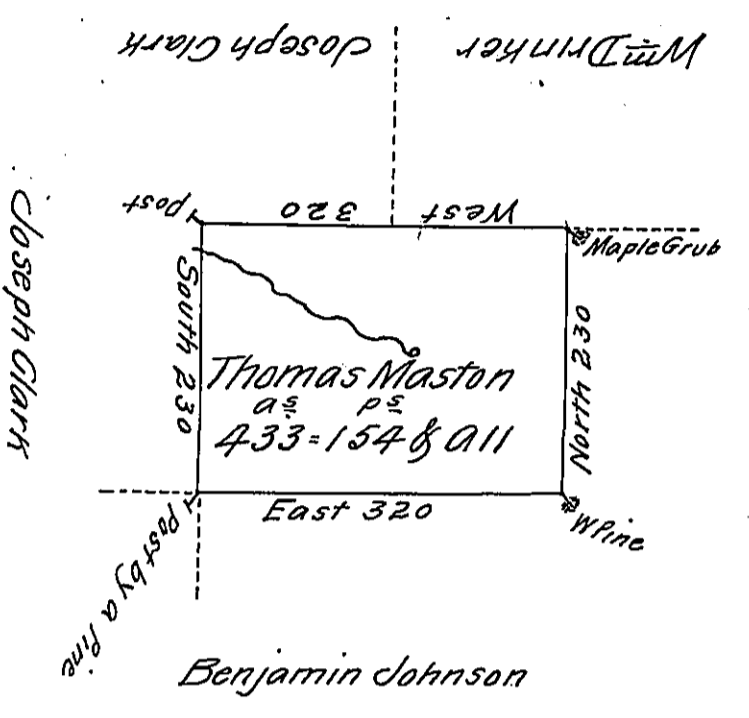 Joseph Clark
Wm Drinker
post
West 320
Maple Grub
Joseph Clark
South 230
North 230
Thomas Maston
as ps
433=154 & All
East 320
W Pine
Post by a Pine
Benjamin Johnson